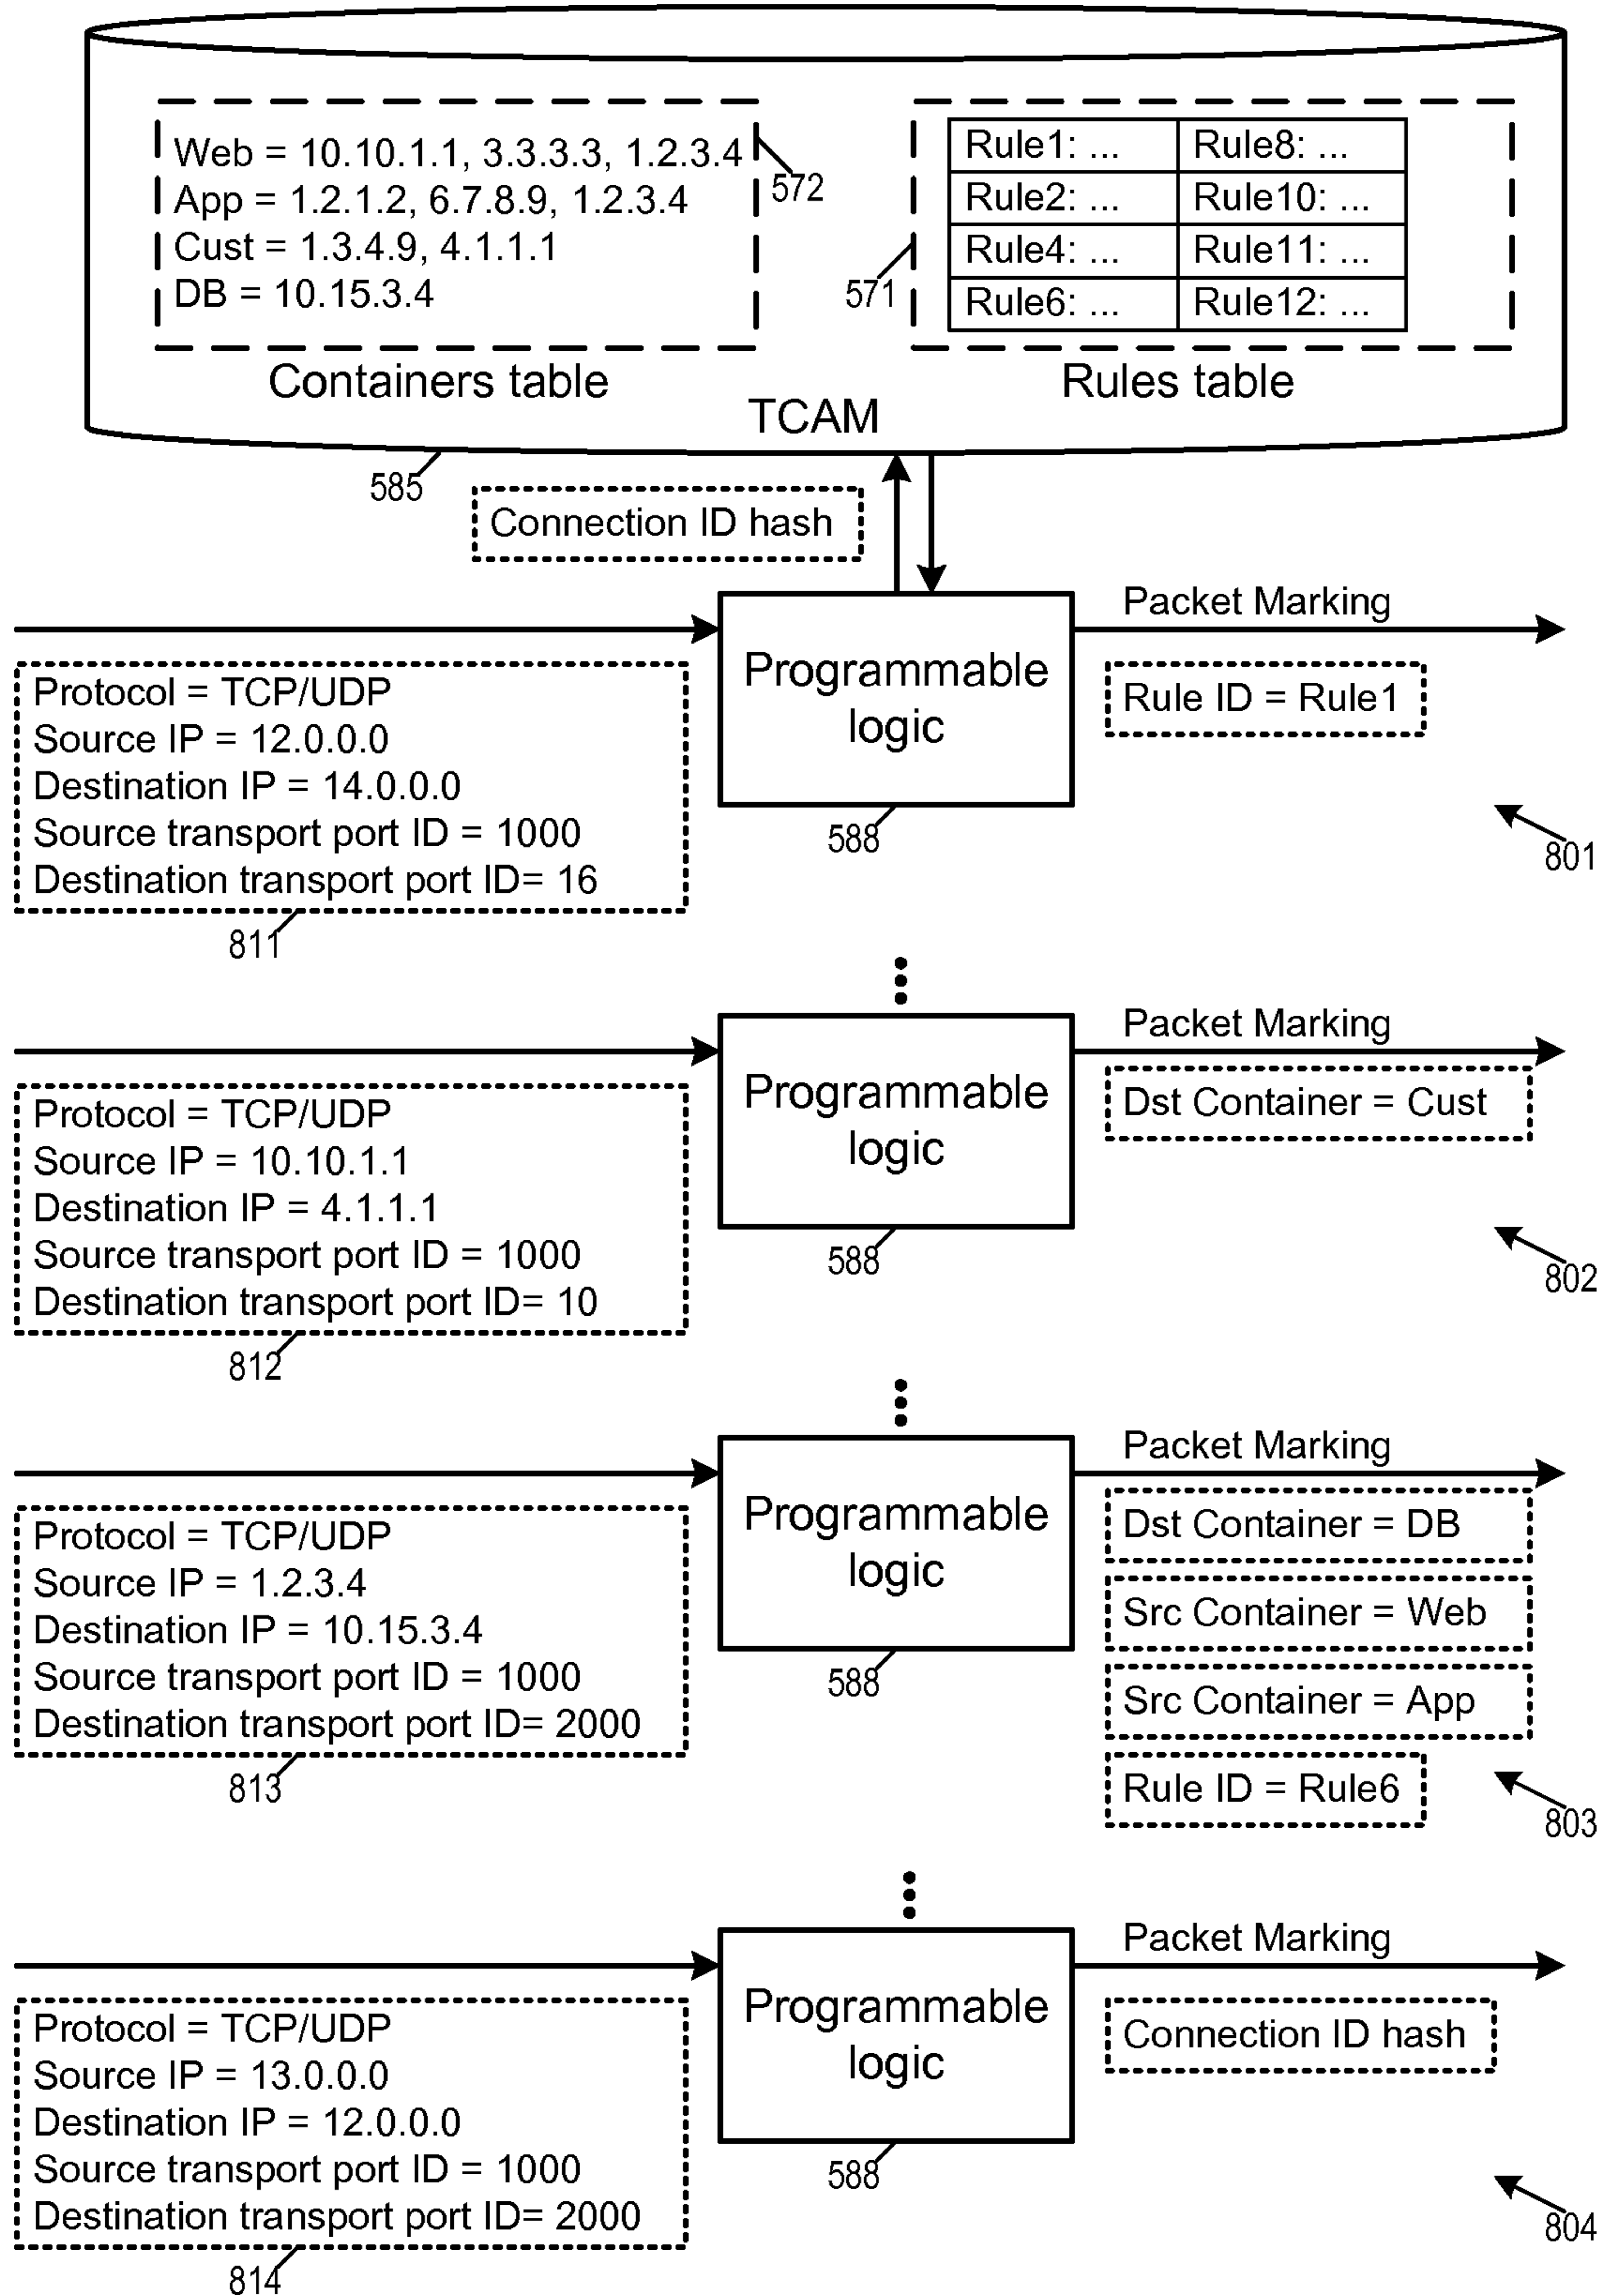 Web = 10.10.1.1, 3.3.3.3, 1.2.3.4
App = 1.2.1.2, 6.7.8.9, 1.2.3.4
Cust = 1.3.4.9, 4.1.1.1
DB = 10.15.3.4
572
Containers table
571
Rule1: ... Rule8: ...
Rule2: ... Rule10: ...
Rule4: ... Rule11: ...
Rule6: ... Rule12: ...
Rules table
TCAM
585
Connection ID hash
Protocol = TCP/UDP
Source IP = 12.0.0.0
Destination IP = 14.0.0.0
Source transport port ID = 1000
Destination transport port ID= 16
811
Programmable
logic
588
Packet Marking
Rule ID = Rule1
801
Protocol = TCP/UDP
Source IP = 10.10.1.1
Destination IP = 4.1.1.1
Source transport port ID = 1000
Destination transport port ID= 10
812
Programmable
logic
588
Packet Marking
Dst Container = Cust
802
Protocol = TCP/UDP
Source IP = 1.2.3.4
Destination IP = 10.15.3.4
Source transport port ID = 1000
Destination transport port ID= 2000
813
Programmable
logic
588
Packet Marking
Dst Container = DB
Src Container = Web
Src Container = App
Rule ID = Rule6
803
Protocol = TCP/UDP
Source IP = 13.0.0.0
Destination IP = 12.0.0.0
Source transport port ID = 1000
Destination transport port ID= 2000
814
Programmable
logic
588
Packet Marking
Connection ID hash
804